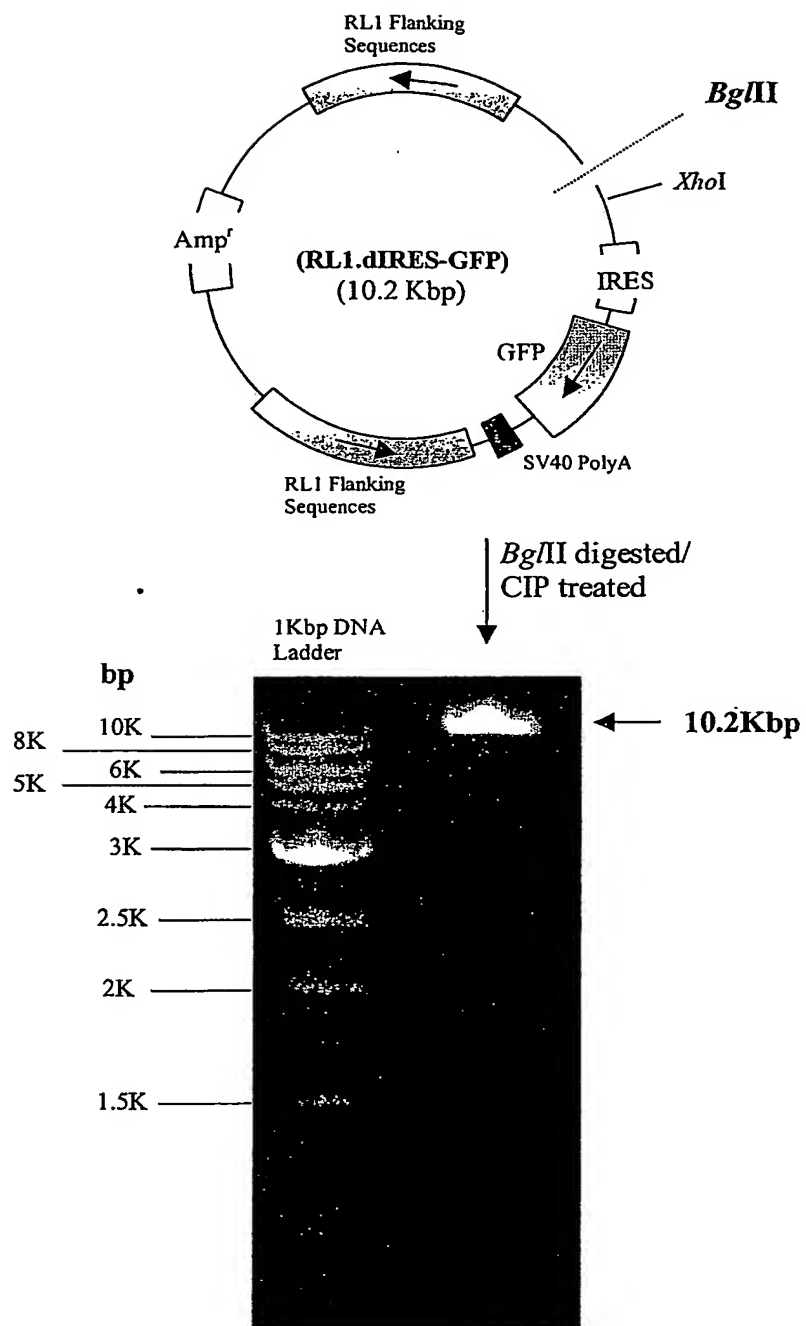 RL1 Flanking
Sequences
BglII
XhoI
Ampr
(RL1.dIRES-GFP)
(10.2 Kbp)
IRES
GFP
SV40 PolyA
RL1 Flanking
Sequences
BglII digested/
CIP treated
1Kbp DNA
Ladder
bp
10K
10.2Kbp
8K
6K
5K
4K
3K
2.5K
2K
1.5K